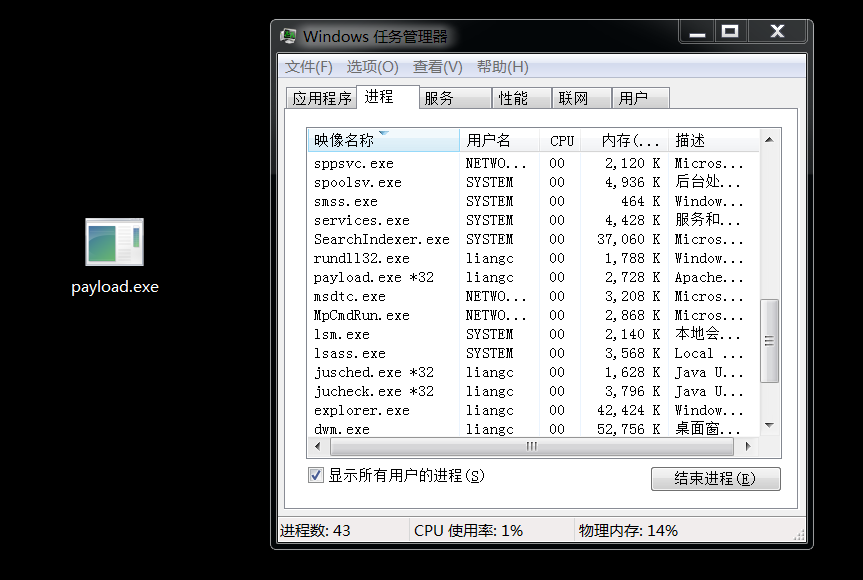 payload.exe
Windows 任务管理器
文件(F) 选项(O) 查看(V) 帮助(H)
应用程序 进程 服务 性能 联网 用户
映像名称 用户名 CPU 内存(... 描述
sppsvc.exe NETWO... 00 2,120 K Micros...
spoolsv.exe SYSTEM 00 4,936 K 后台处...
smss.exe SYSTEM 00 464 K Window...
services.exe SYSTEM 00 4,428 K 服务和...
SearchIndexer.exe SYSTEM 00 37,060 K Micros...
rundll32.exe liangc 00 1,788 K Window...
payload.exe *32 liangc 00 2,728 K Apache...
msdtc.exe NETWO... 00 3,208 K Micros...
MpCmdRun.exe NETWO... 00 2,868 K Micros...
lsm.exe SYSTEM 00 2,140 K 本地会...
lsass.exe SYSTEM 00 3,568 K Local ...
jusched.exe *32 liangc 00 1,628 K Java U...
jucheck.exe *32 liangc 00 3,796 K Java U...
explorer.exe liangc 00 42,424 K Window...
dwm.exe liangc 00 52,756 K 桌面窗...
显示所有用户的进程(S) 结束进程(E)
进程数: 43 CPU 使用率: 1% 物理内存: 14%